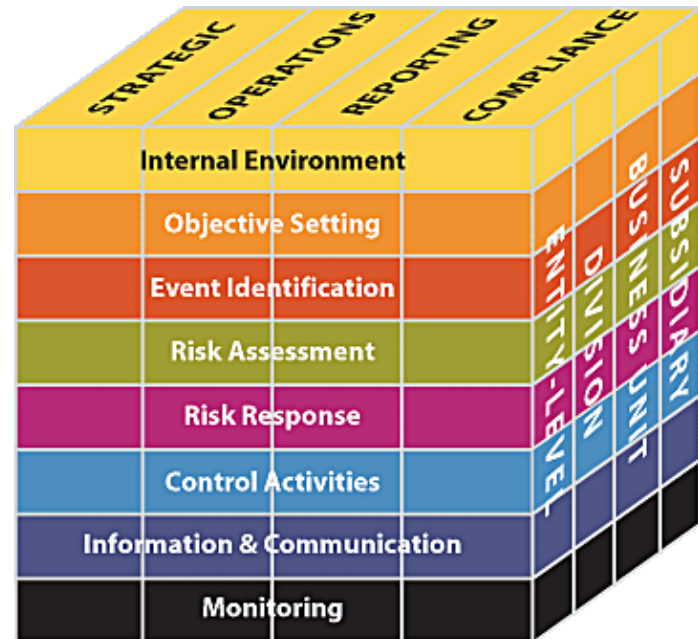 STRATEGIC
OPERATIONS
REPORTING
COMPLIANCE
Internal Environment
Objective Setting
Event Identification
Risk Assessment
Risk Response
Control Activities
Information & Communication
Monitoring
ENTITY-LEVEL
DIVISION
BUSINESS UNIT
SUBSIDIARY